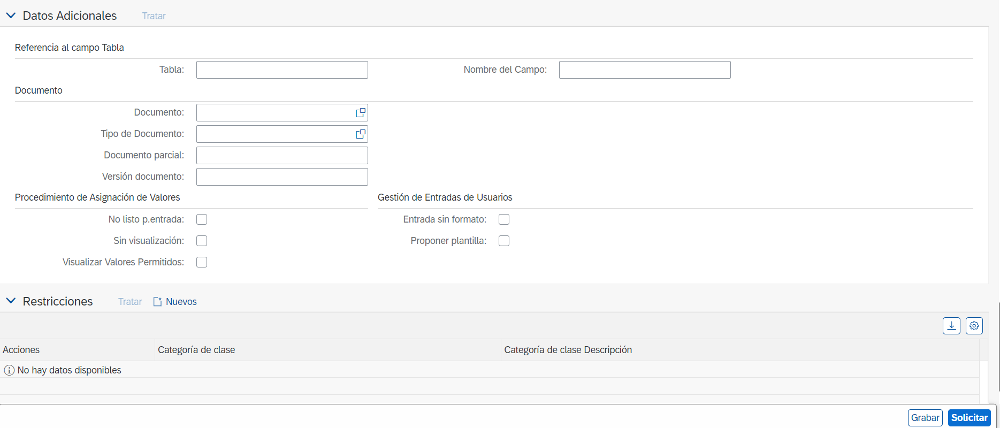 Datos Adicionales Tratar
Referencia al campo Tabla
Tabla: Nombre del Campo:
Documento
Documento:
Tipo de Documento:
Documento parcial:
Versión documento:
Procedimiento de Asignación de Valores Gestión de Entradas de Usuarios
No listo p.entrada: Entrada sin formato:
Sin visualización: Proponer plantilla:
Visualizar Valores Permitidos:
Restricciones Tratar Nuevos
Acciones Categoría de clase Categoría de clase Descripción
No hay datos disponibles
Grabar Solicitar